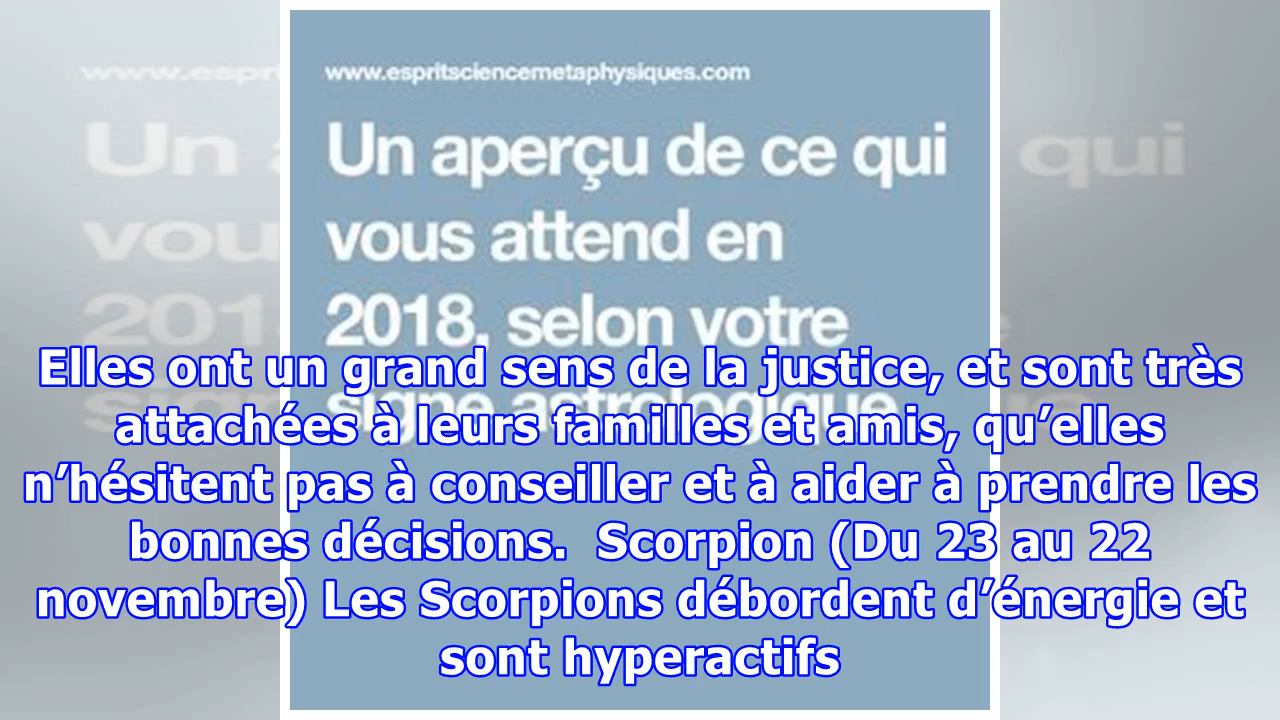 www.espritsciencemetaphysiques.com
Un aperçu de ce qui
vous attend en
2018, selon votre
signe astrologique
Elles ont un grand sens de la justice, et sont très
attachées à leurs familles et amis, qu’elles
n’hésitent pas à conseiller et à aider à prendre les
bonnes décisions.  Scorpion (Du 23 au 22
novembre) Les Scorpions débordent d’énergie et
sont hyperactifs